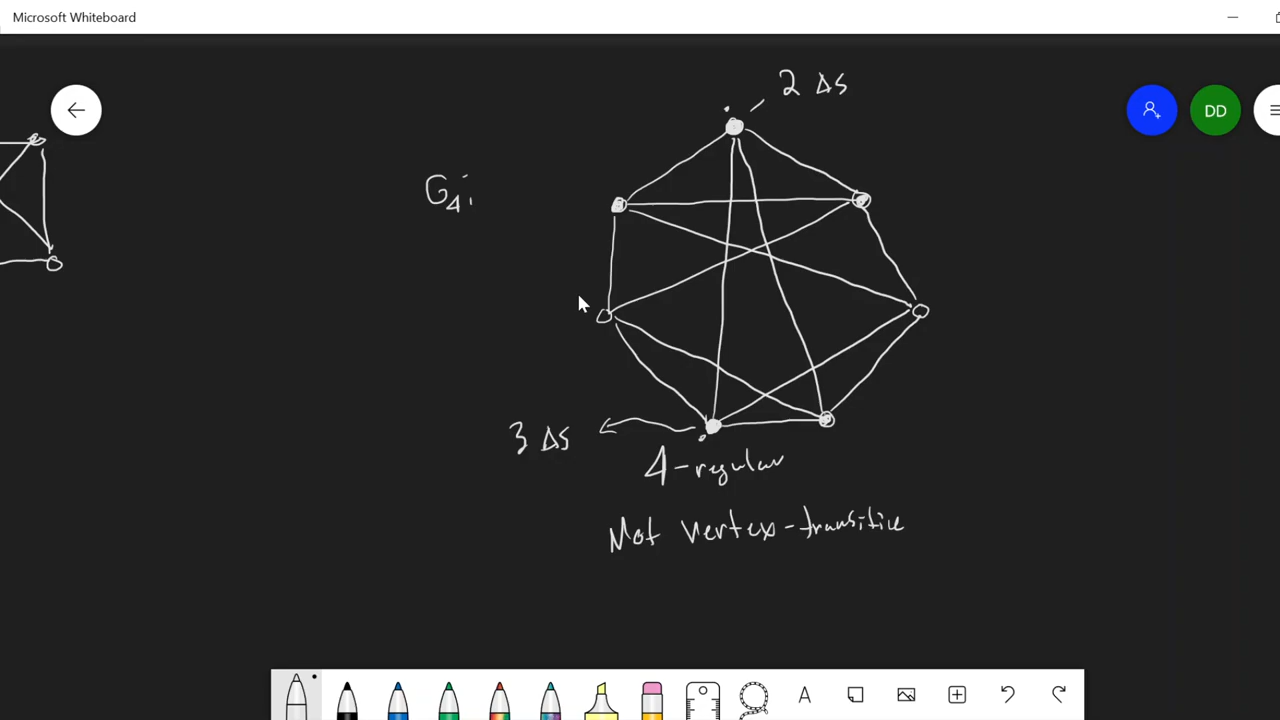 Microsoft Whiteboard
2 Δs
G₄:
DD
3 Δs
4-regular
Not vertex-transitive
A